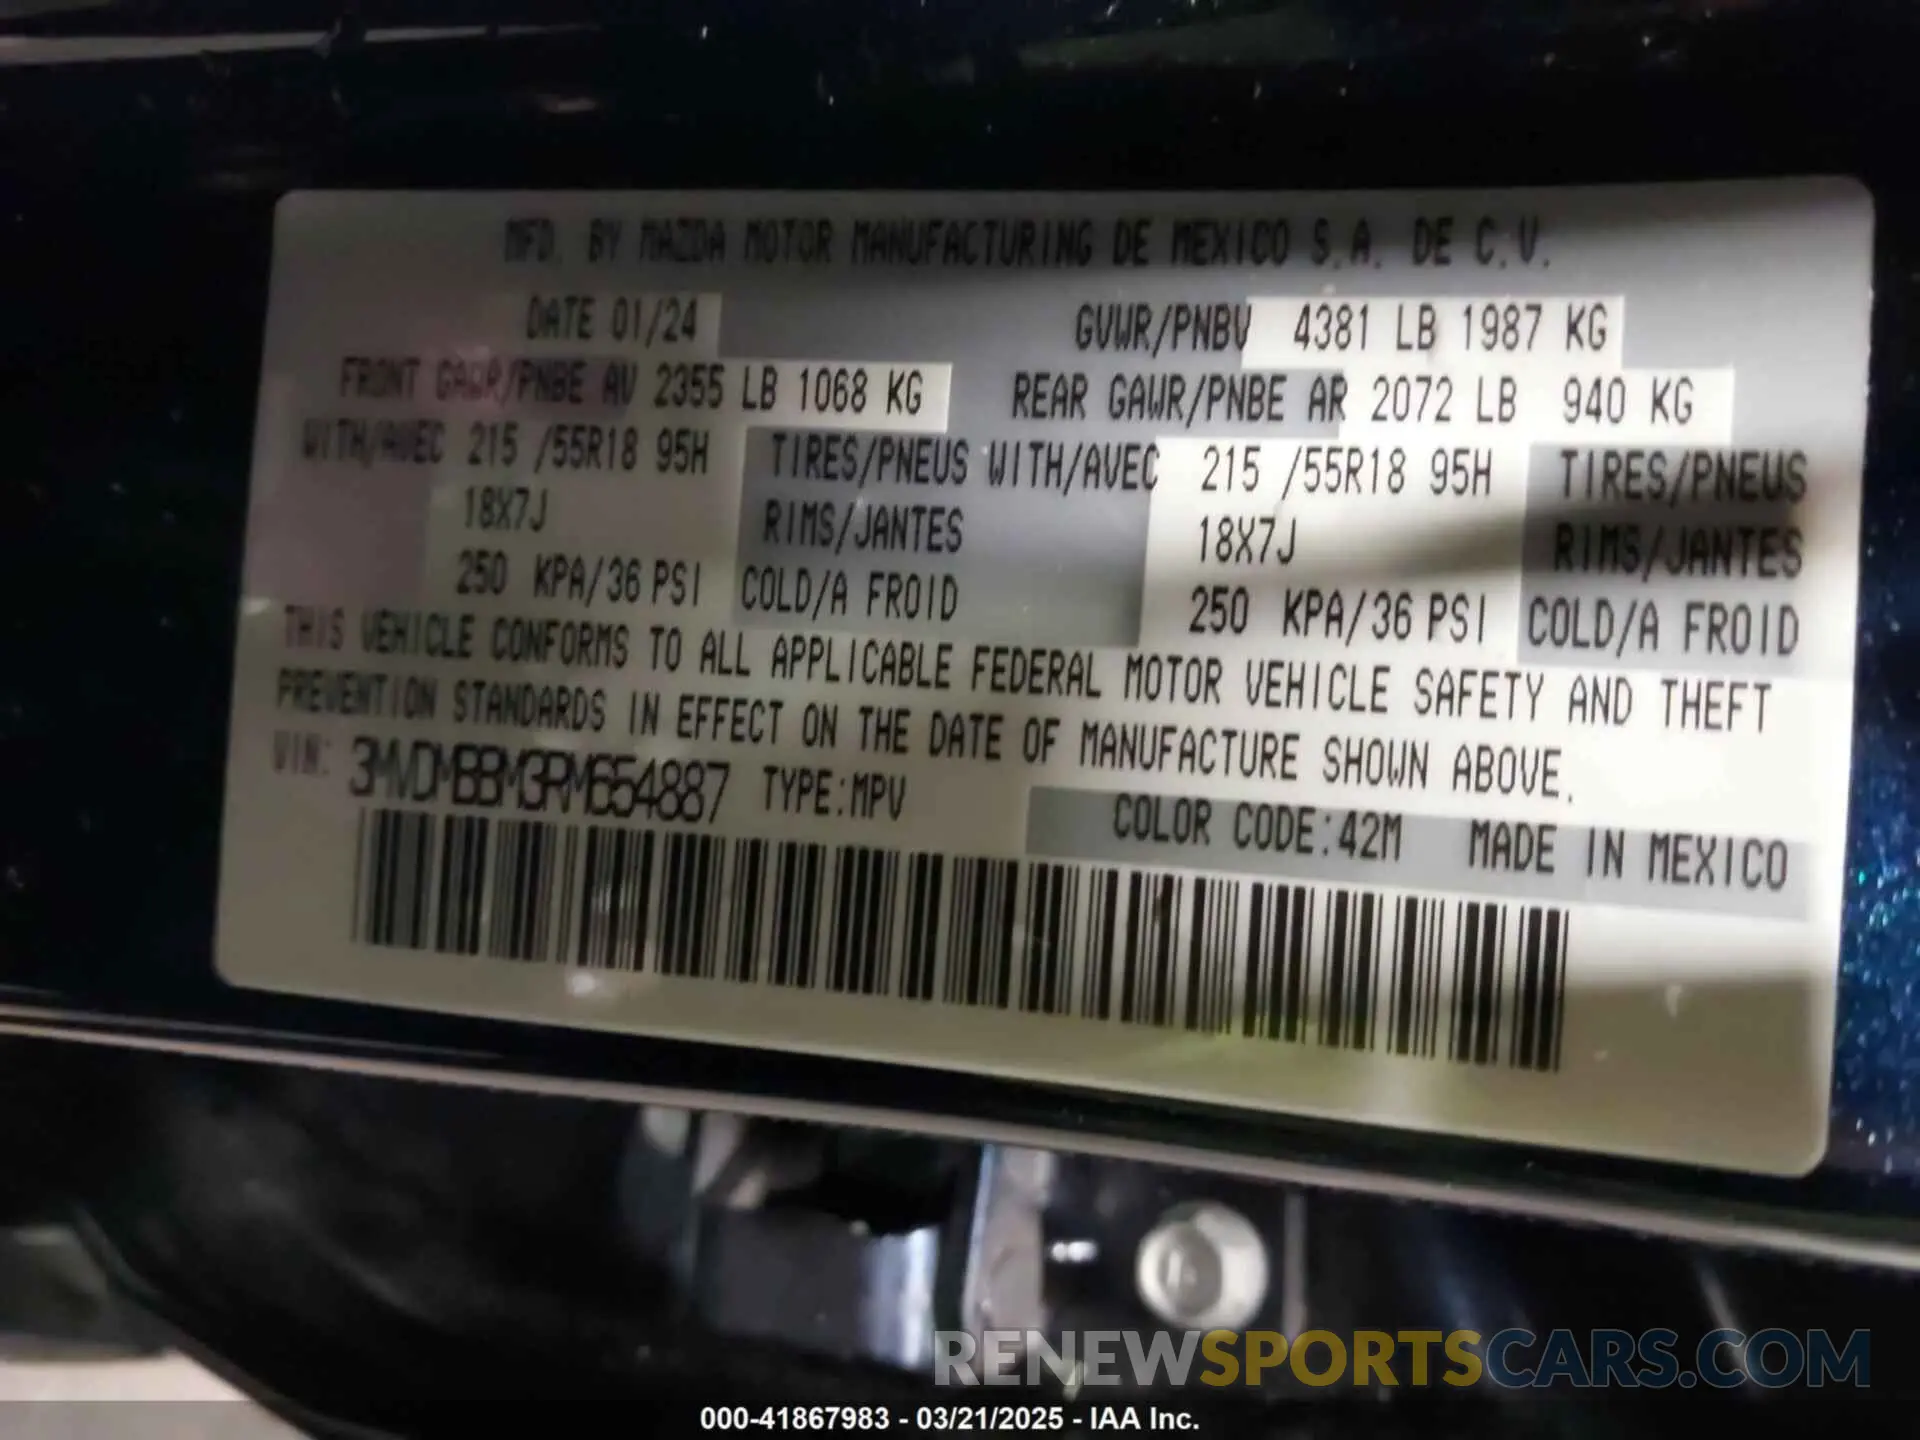 MFD. BY MAZDA MOTOR MANUFACTURING DE MEXICO S.A. DE C.V.
DATE 01/24 GVWR/PNBV 4381 LB 1987 KG
FRONT GAWR/PNBE AV 2355 LB 1068 KG REAR GAWR/PNBE AR 2072 LB 940 KG
WITH/AVEC 215 /55R18 95H TIRES/PNEUS WITH/AVEC 215 /55R18 95H TIRES/PNEUS
18X7J RIMS/JANTES 18X7J RIMS/JANTES
250 KPA/36 PSI COLD/A FROID 250 KPA/36 PSI COLD/A FROID
THIS VEHICLE CONFORMS TO ALL APPLICABLE FEDERAL MOTOR VEHICLE SAFETY AND THEFT
PREVENTION STANDARDS IN EFFECT ON THE DATE OF MANUFACTURE SHOWN ABOVE.
VIN: 3MVDMBBM3RM654887 TYPE:MPV
COLOR CODE:42M MADE IN MEXICO
RENEWSPORTSCARS.COM
000-41867983 - 03/21/2025 - IAA Inc.